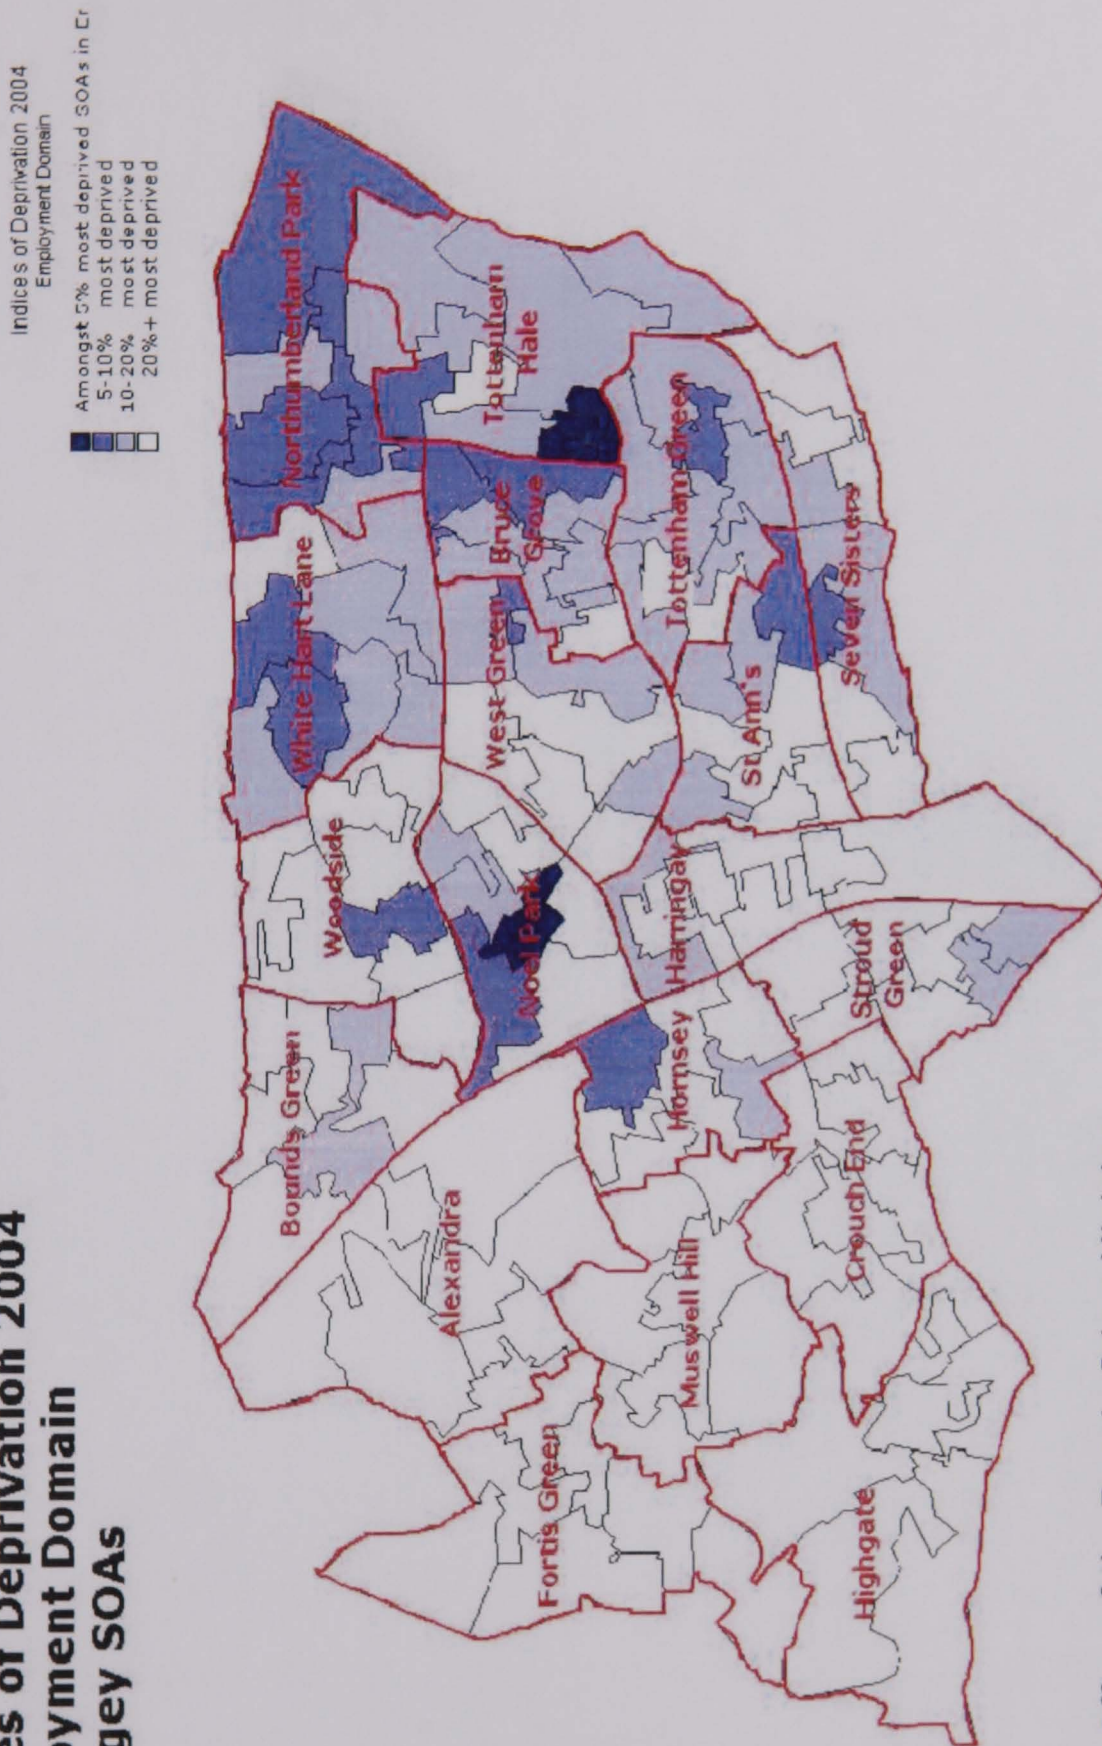 es of Deprivation 2004
oyment Domain
gey SOAs
Indices of Deprivation 2004
Employment Domain
Amongst 5% most deprived SOAs in Er
5-10% most deprived
10-20% most deprived
20%+ most deprived
Northumberland Park
White Hart Lane
Tottenham
Hale
Bruce
Grove
West Green
Tottenham Green
Seven Sisters
St Ann's
Woodside
Noel Park
Harringay
Bounds Green
Hornsey
Stroud
Green
Alexandra
Crouch End
Muswell Hill
Fortis Green
Highgate